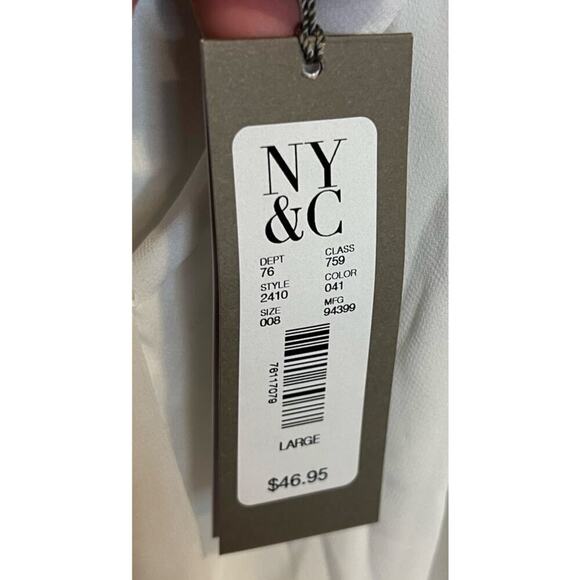 NY
&C
DEPT CLASS
76 759
STYLE COLOR
2410 041
SIZE MFG
008 94399
76117079
LARGE
$46.95